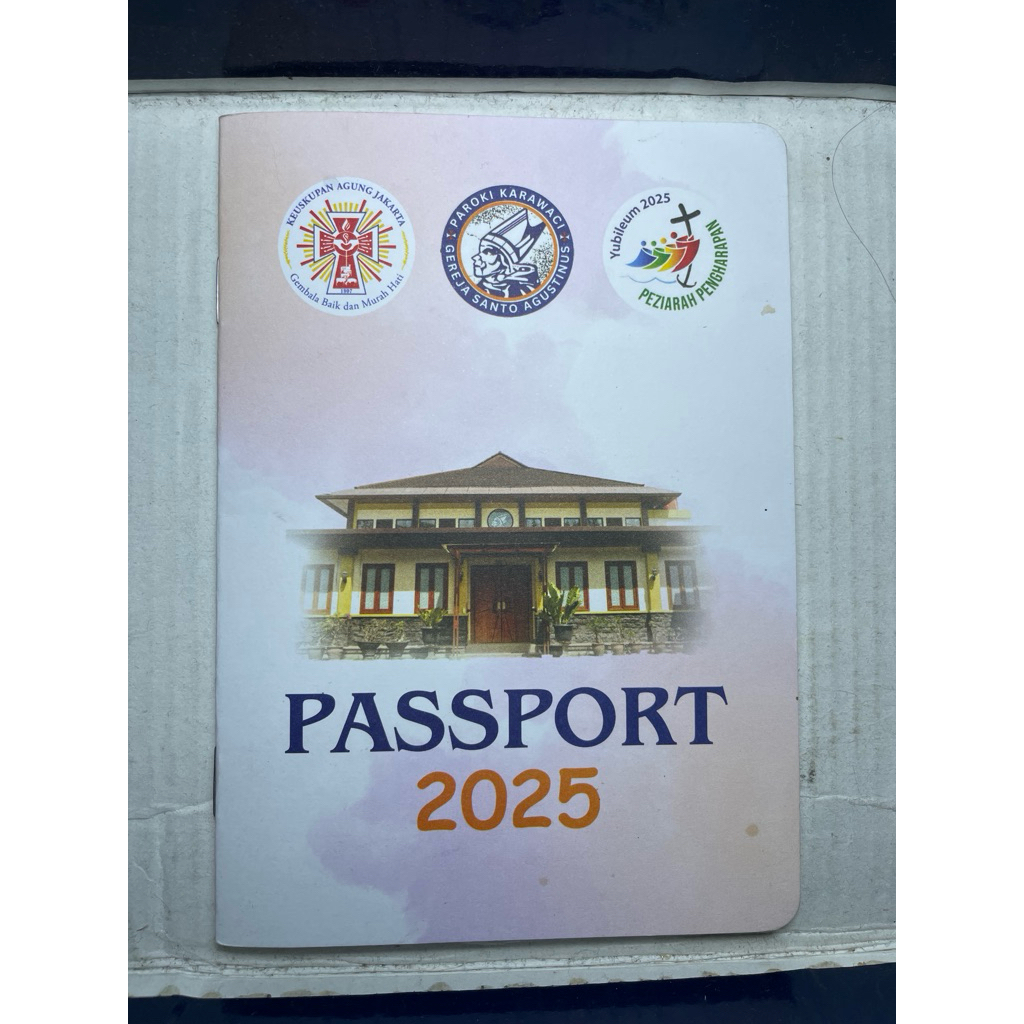 KEUSKUPAN AGUNG JAKARTA
1807
Gembala Baik dan Murah Hati
PAROKI KARAWACI
GEREJA SANTO AGUSTINUS
Yubileum 2025
PEZIARAH PENGHARAPAN
PASSPORT
2025